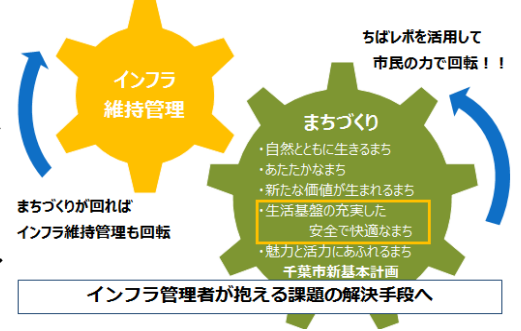 ちばレポを活用して
市民の力で回転！！
インフラ
維持管理
まちづくり
・自然とともに生きるまち
・あたたかなまち
・新たな価値が生まれるまち
・生活基盤の充実した
安全で快適なまち
・魅力と活力にあふれるまち
千葉市新基本計画
まちづくりが回れば
インフラ維持管理も回転
インフラ管理者が抱える課題の解決手段へ